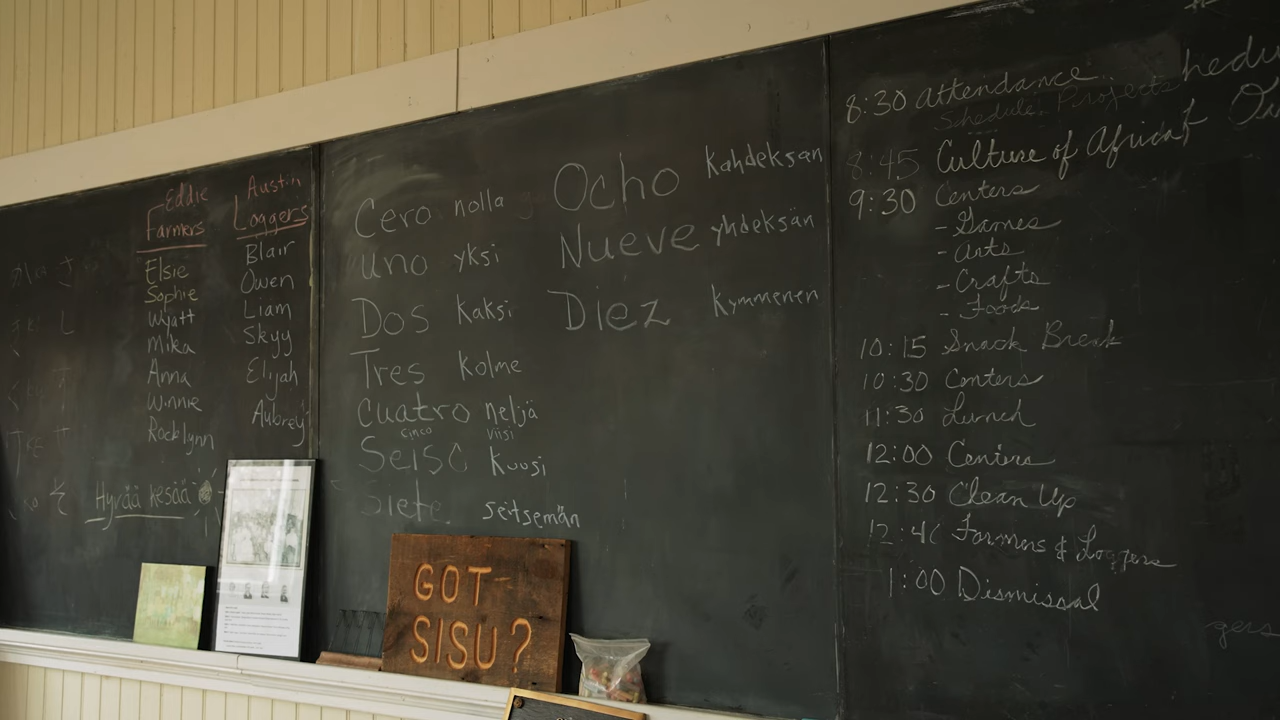 Eddie
Farmers
Elsie
Sophie
Wyatt
Mika
Anna
Winnie
Rocklynn
Austin
Loggers
Blair
Owen
Liam
Skyy
Elijah
Aubrey
Hyvää kesää
Cero nolla
uno yksi
Dos kaksi
Tres kolme
Cuatro neljä
cinco viisi
Seis Kuusi
Siete seitsemän
Ocho kahdeksan
Nueve yhdeksän
Diez kymmenen
8:30 attendance
Schedule Projects
8:45 Culture of Africa
9:30 Centers
- Games
- Arts
- Crafts
- Foods
10:15 Snack Break
10:30 Centers
11:30 Lunch
12:00 Centers
12:30 Clean Up
Farmers & Loggers
1:00 Dismissal
gers
GOT
SISU?